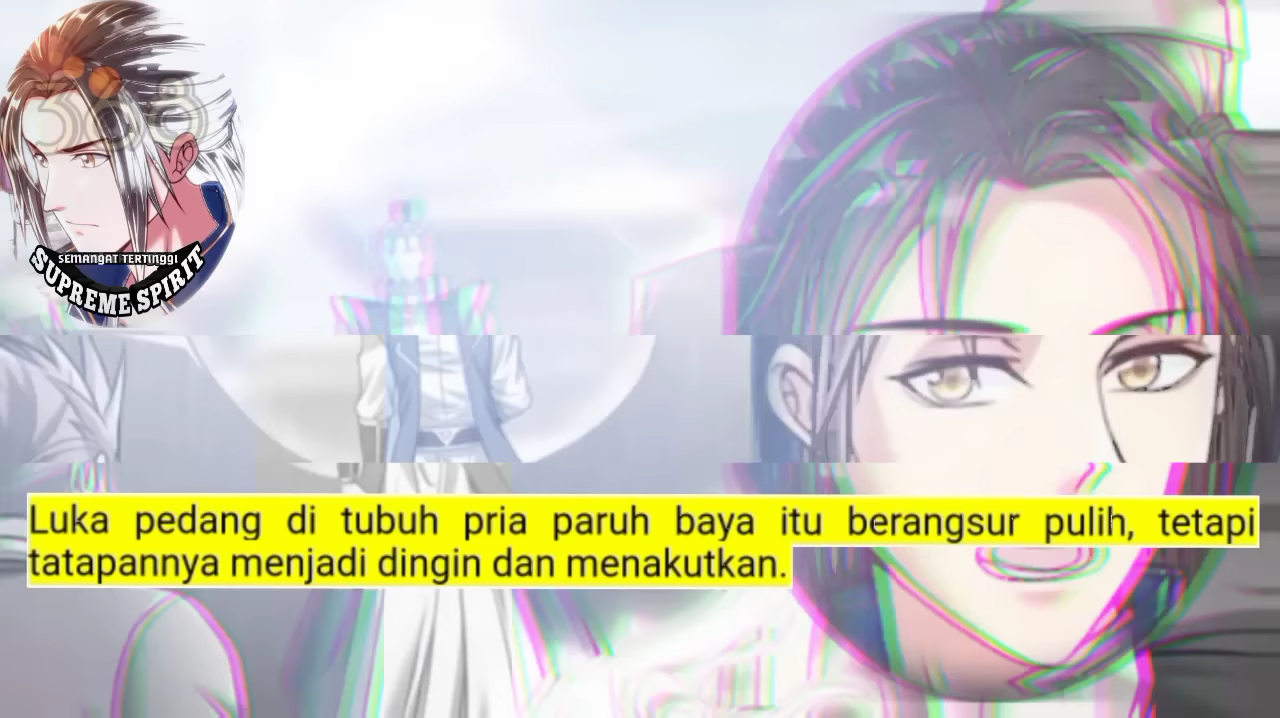 368
SEMANGAT TERTINGGI
SUPREME SPIRIT
Luka pedang di tubuh pria paruh baya itu berangsur pulih, tetapi
tatapannya menjadi dingin dan menakutkan.